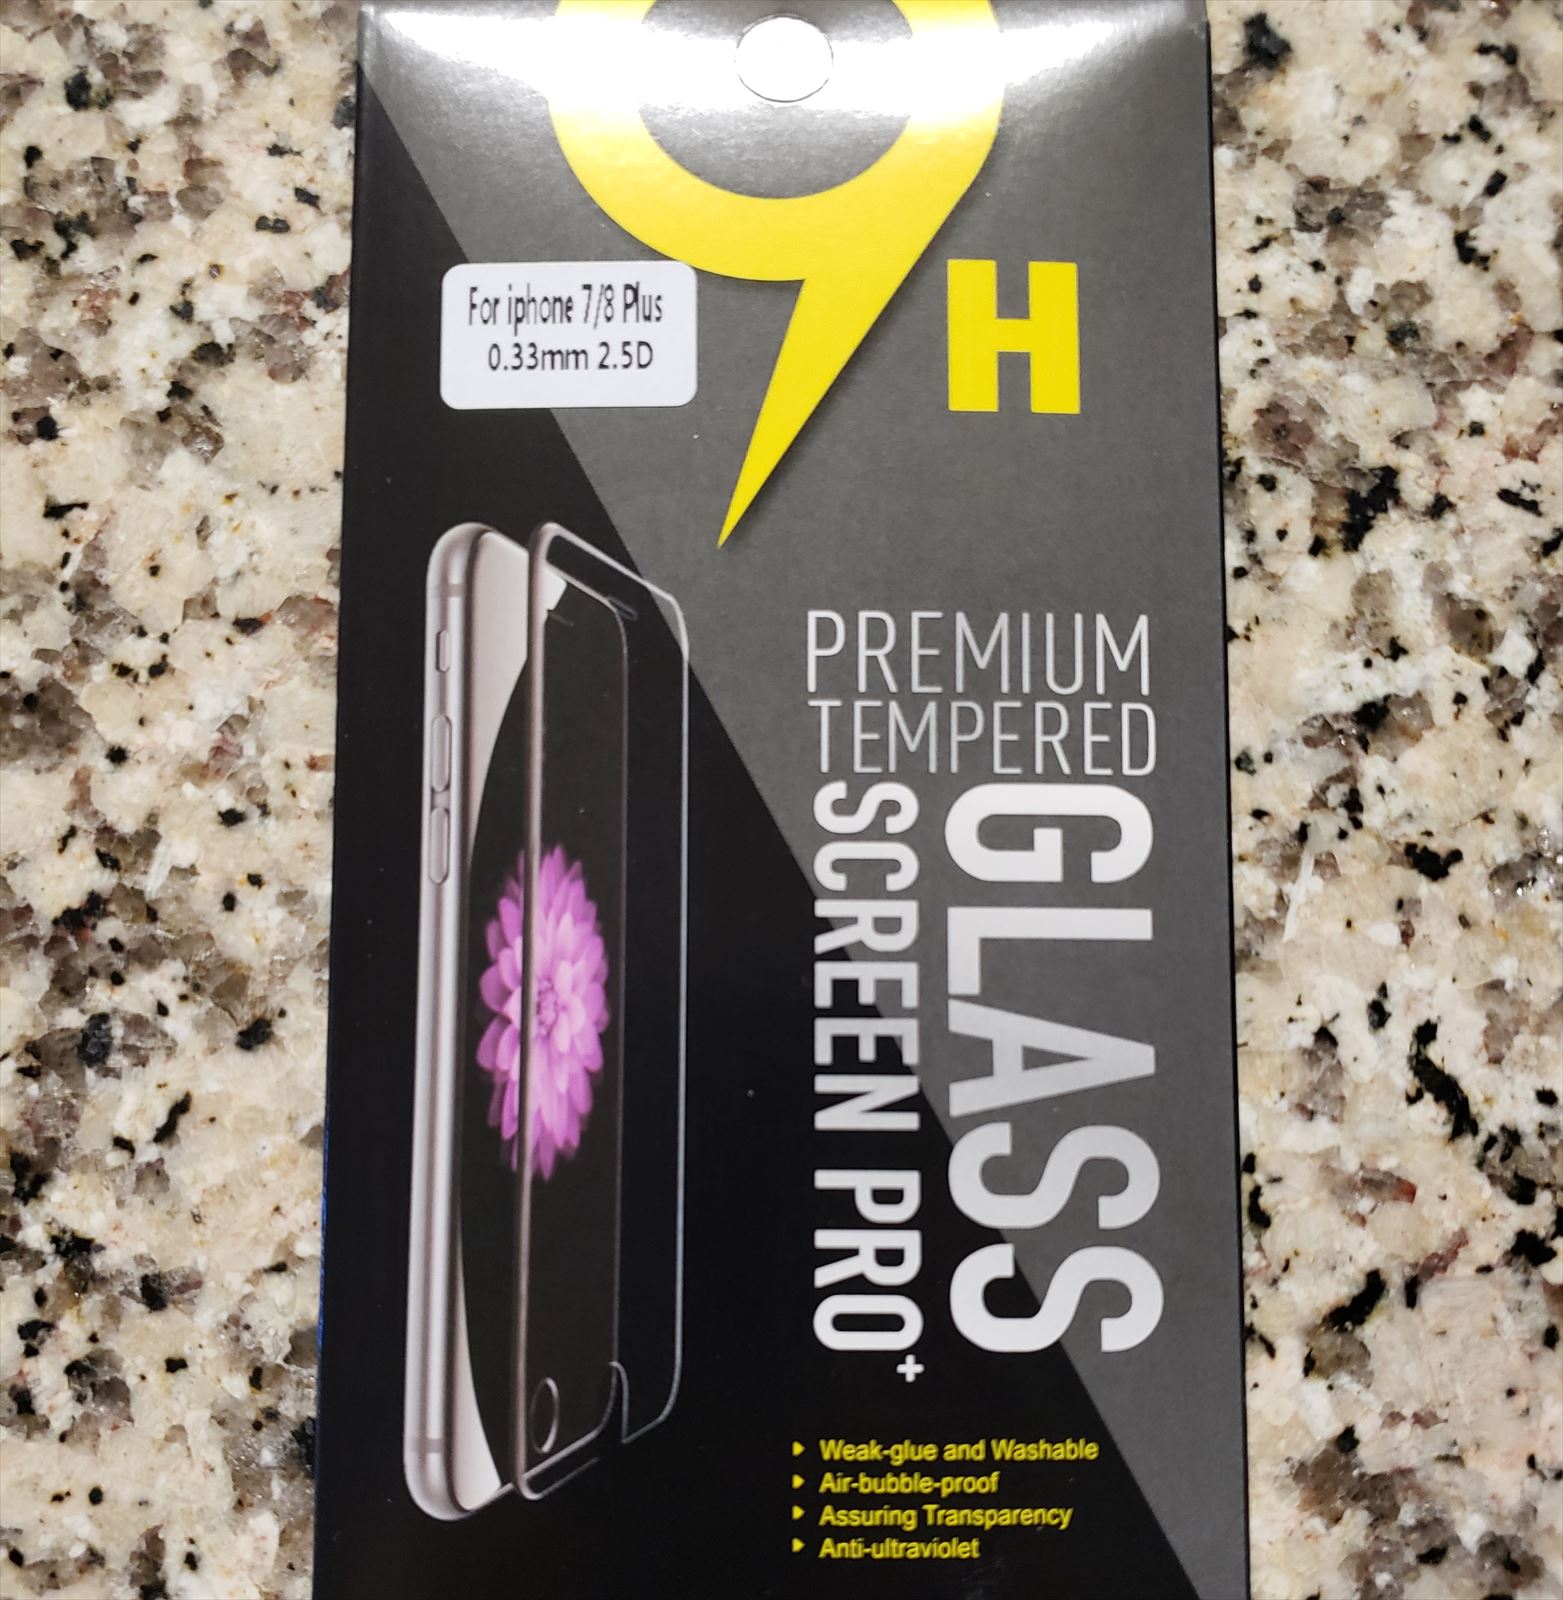 9H
For iphone 7/8 Plus
0.33mm 2.5D
PREMIUM
TEMPERED
GLASS
SCREEN PRO+
Weak-glue and Washable
Air-bubble-proof
Assuring Transparency
Anti-ultraviolet